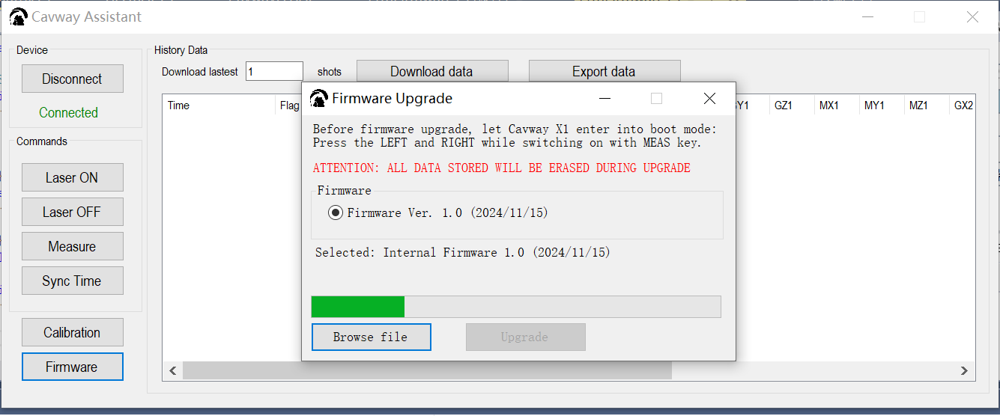 Cavway Assistant
Device
Disconnect
Connected
Commands
Laser ON
Laser OFF
Measure
Sync Time
Calibration
Firmware
History Data
Download lastest 1 shots Download data Export data
Time Flag GZ1 MX1 MY1 MZ1 GX2
Firmware Upgrade
Before firmware upgrade, let Cavway X1 enter into boot mode:
Press the LEFT and RIGHT while switching on with MEAS key.
ATTENTION: ALL DATA STORED WILL BE ERASED DURING UPGRADE
Firmware
Firmware Ver. 1.0 (2024/11/15)
Selected: Internal Firmware 1.0 (2024/11/15)
Browse file Upgrade